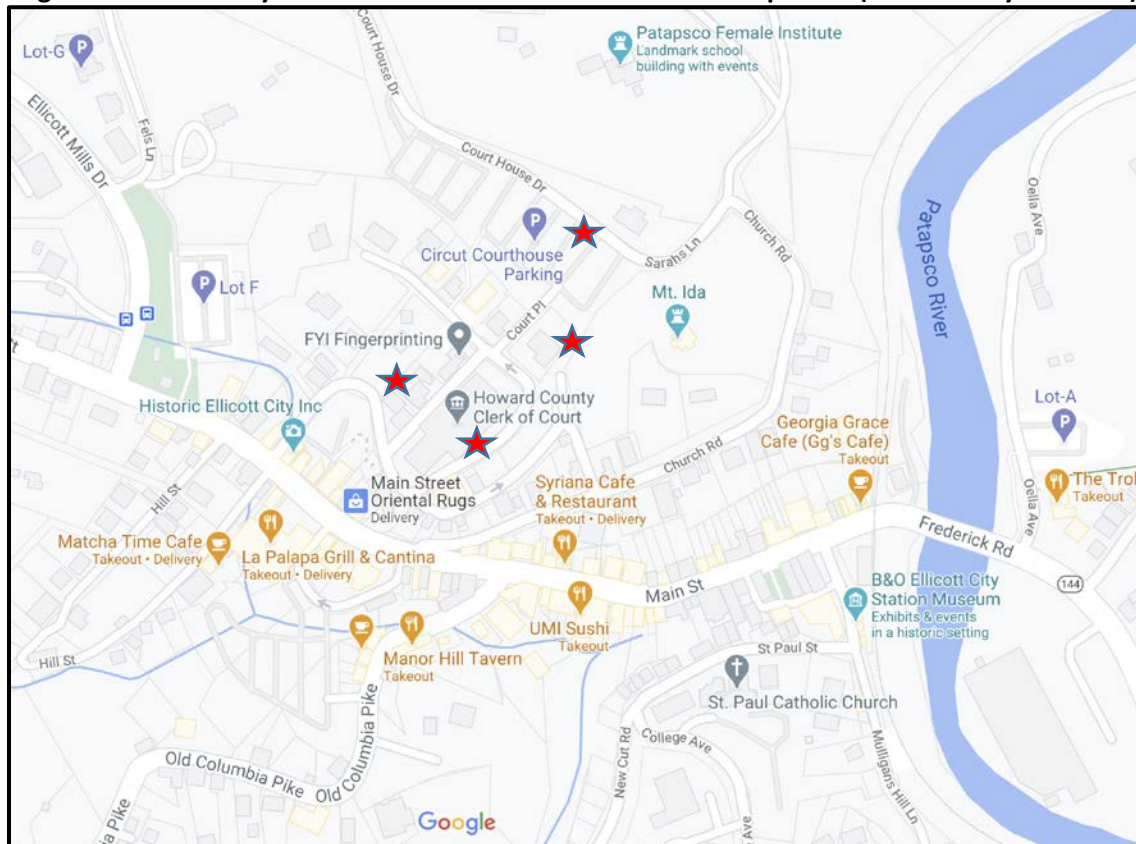 Court House Dr
Patapsco Female Institute
Landmark school
building with events
Lot-G
P
Ellicott Mills Dr
Fels Ln
Court House Dr
P
Circut Courthouse
Parking
Sarahs Ln
Church Rd
Oella Ave
Patapsco River
P
Lot F
Mt. Ida
FYI Fingerprinting
Court Pl
Howard County
Clerk of Court
Historic Ellicott City Inc
Lot-A
P
Georgia Grace
Cafe (Gg's Cafe)
Takeout
Church Rd
Main Street
Oriental Rugs
Delivery
Syriana Cafe
& Restaurant
Takeout • Delivery
Hill St
Oella Ave
Takeout
Frederick Rd
Matcha Time Cafe
Takeout • Delivery
La Palapa Grill & Cantina
Takeout • Delivery
144
Main St
B&O Ellicott City
Station Museum
Exhibits & events
in a historic setting
UMI Sushi
Takeout
Hill St
Manor Hill Tavern
Takeout
St Paul St
St. Paul Catholic Church
New Cut Rd
College Ave
Mulligans Hill Ln
Old Columbia Pike
Old Columbia Pike
Google